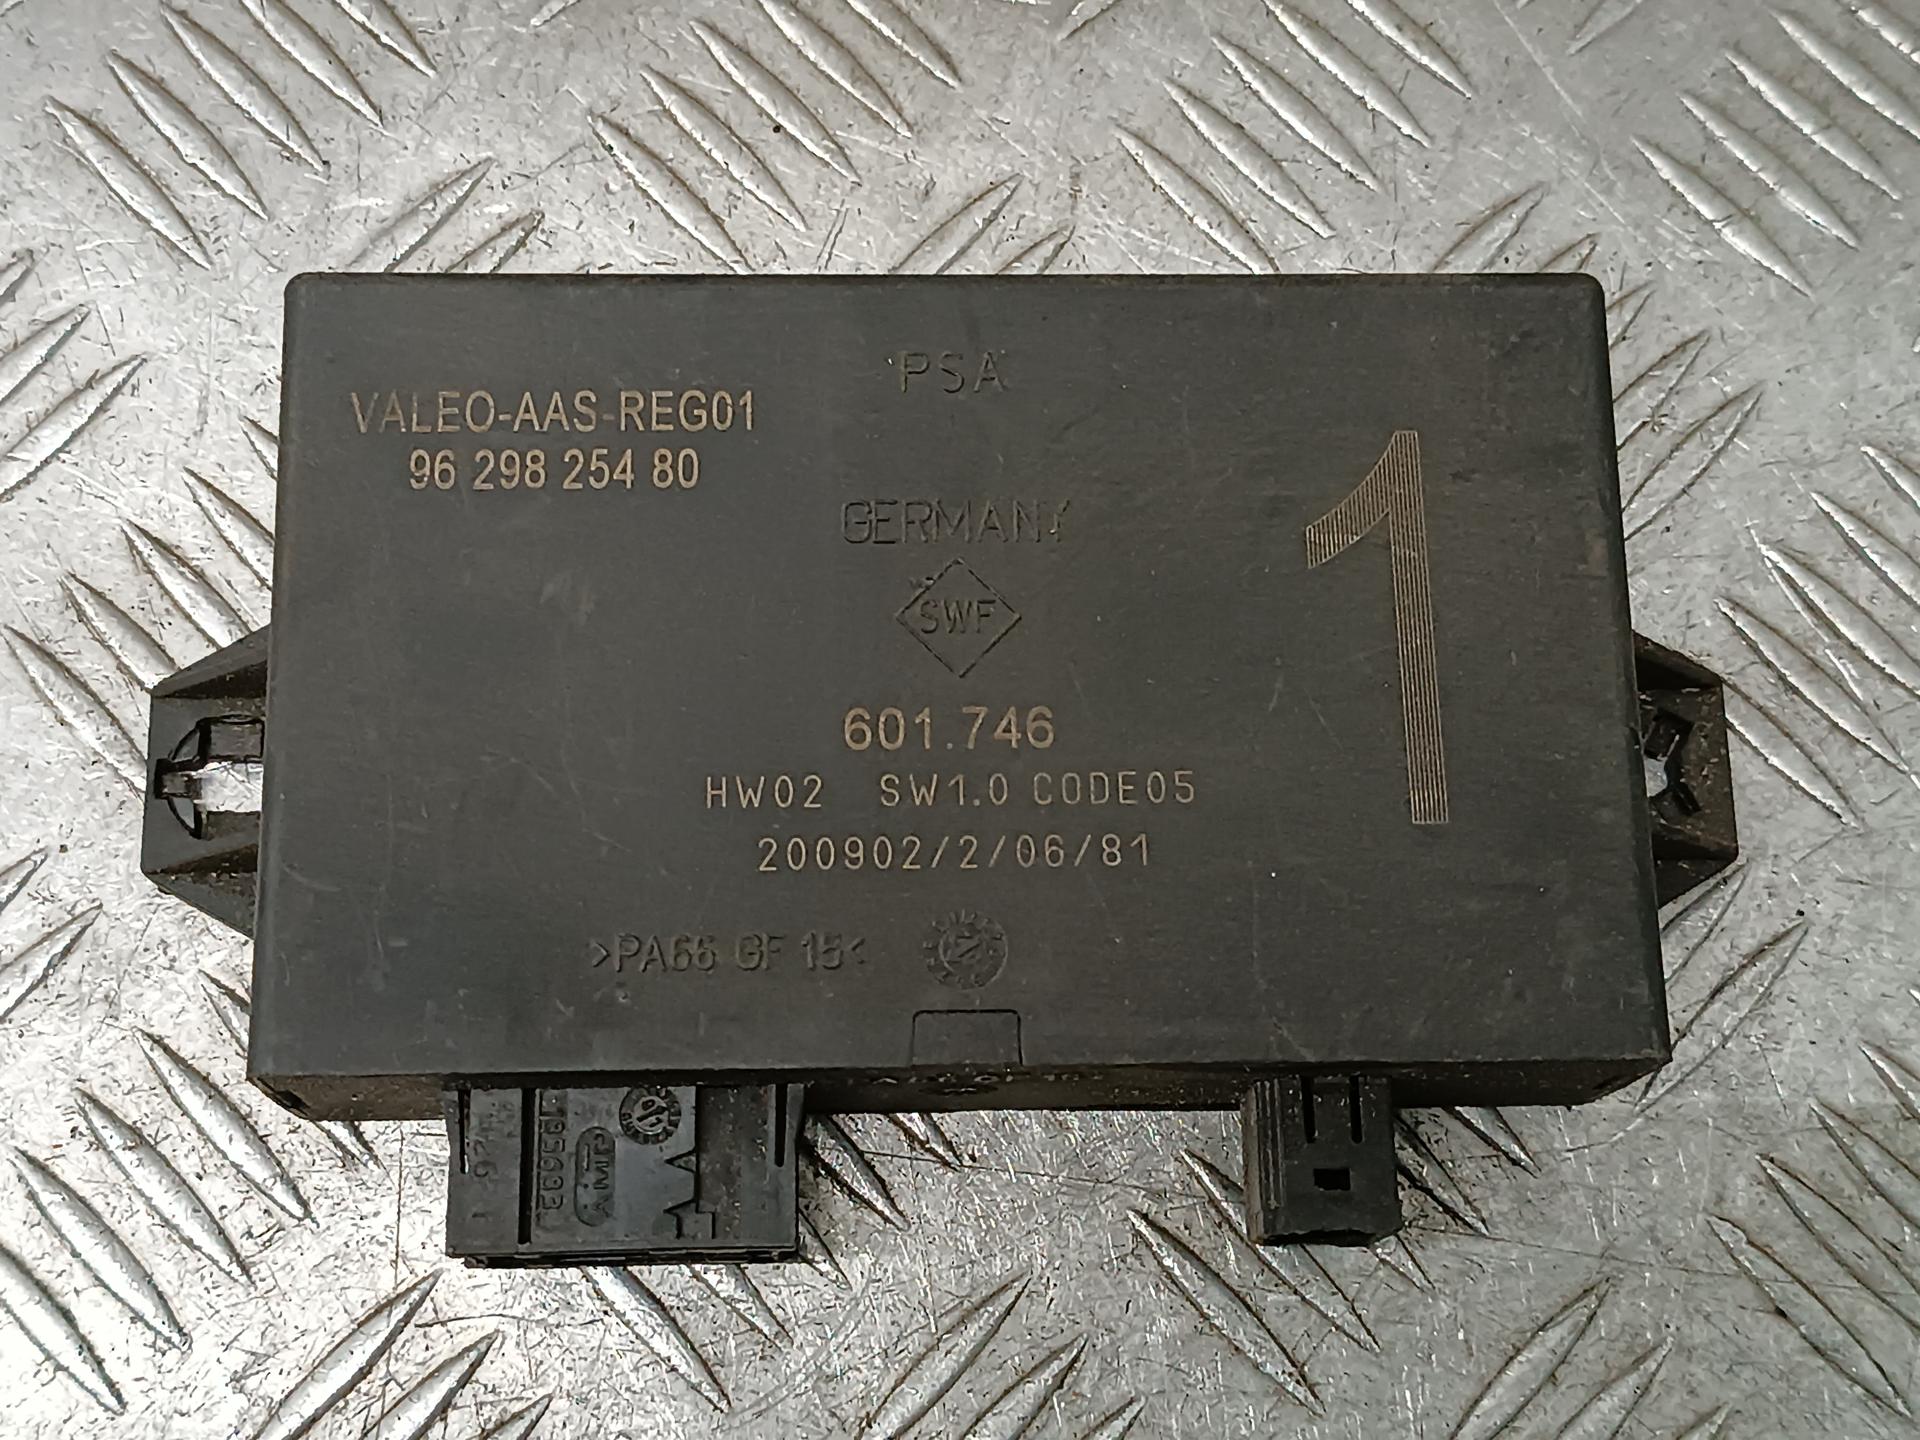 PSA
VALEO-AAS-REG01
96 298 254 80
GERMANY
SWF
1
601.746
HW02 SW1.0 CODE05
200902/2/06/81
>PA66 GF 15<
AMP